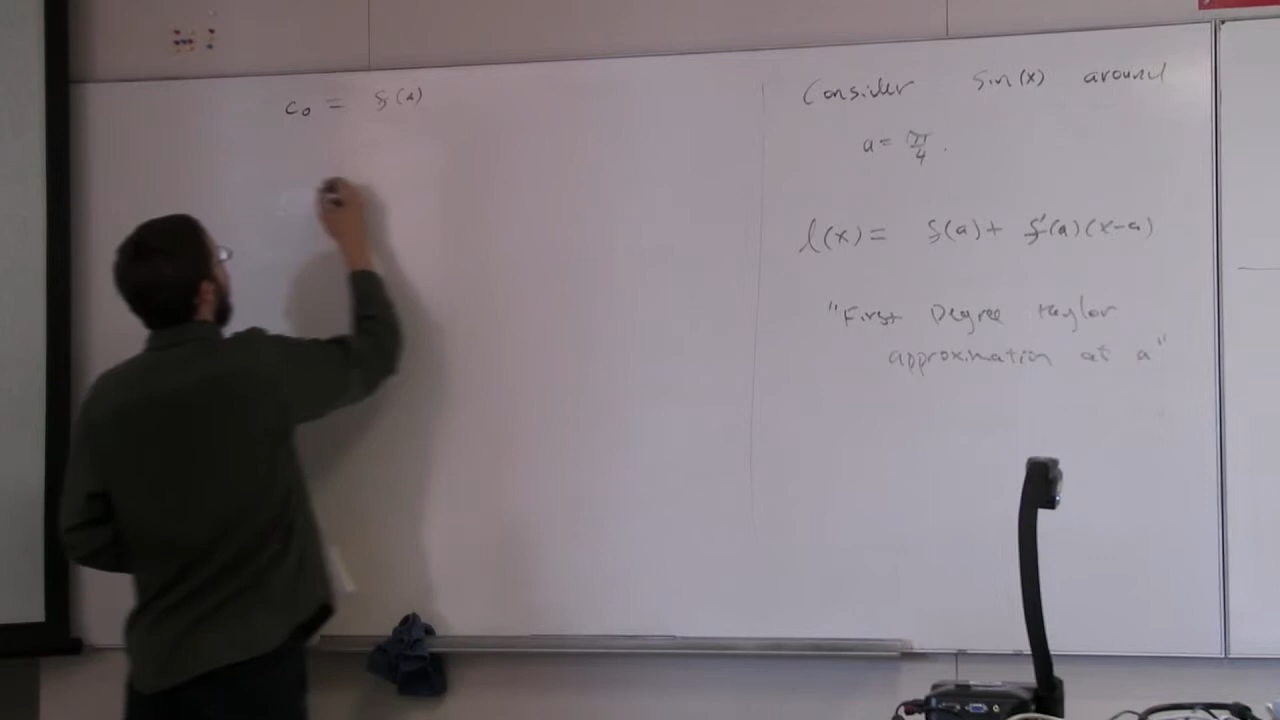 c₀ = f(a)
Consider sin(x) around
a = π/4 .
l(x) = f(a) + f'(a)(x-a)
"First Degree Taylor
approximation at a"